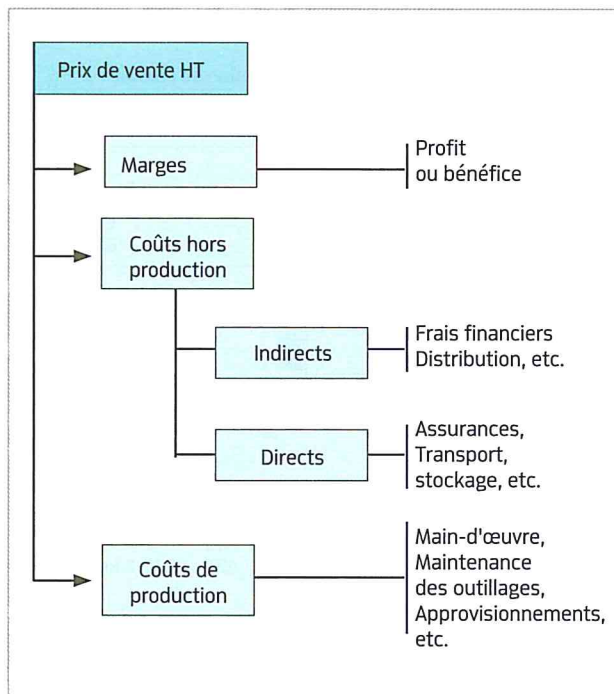 Prix de vente HT
Marges
Profit
ou bénéfice
Coûts hors
production
Indirects
Frais financiers
Distribution, etc.
Directs
Assurances,
Transport,
stockage, etc.
Coûts de
production
Main-d'œuvre,
Maintenance
des outillages,
Approvisionnements,
etc.